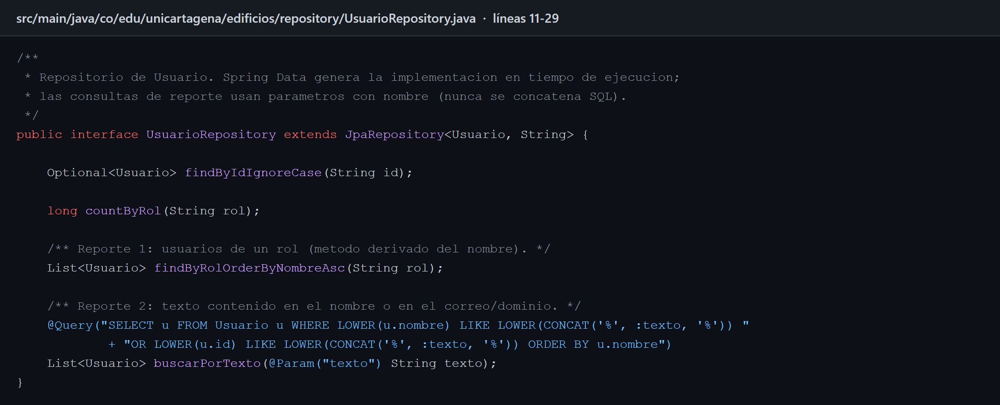 src/main/java/co/edu/unicartagena/edificios/repository/UsuarioRepository.java · líneas 11-29
/**
 * Repositorio de Usuario. Spring Data genera la implementacion en tiempo de ejecucion;
 * las consultas de reporte usan parametros con nombre (nunca se concatena SQL).
 */
public interface UsuarioRepository extends JpaRepository<Usuario, String> {
    Optional<Usuario> findByIdIgnoreCase(String id);
    long countByRol(String rol);
    /** Reporte 1: usuarios de un rol (metodo derivado del nombre). */
    List<Usuario> findByRolOrderByNombreAsc(String rol);
    /** Reporte 2: texto contenido en el nombre o en el correo/dominio. */
    @Query("SELECT u FROM Usuario u WHERE LOWER(u.nombre) LIKE LOWER(CONCAT('%', :texto, '%')) "
            + "OR LOWER(u.id) LIKE LOWER(CONCAT('%', :texto, '%')) ORDER BY u.nombre")
    List<Usuario> buscarPorTexto(@Param("texto") String texto);
}